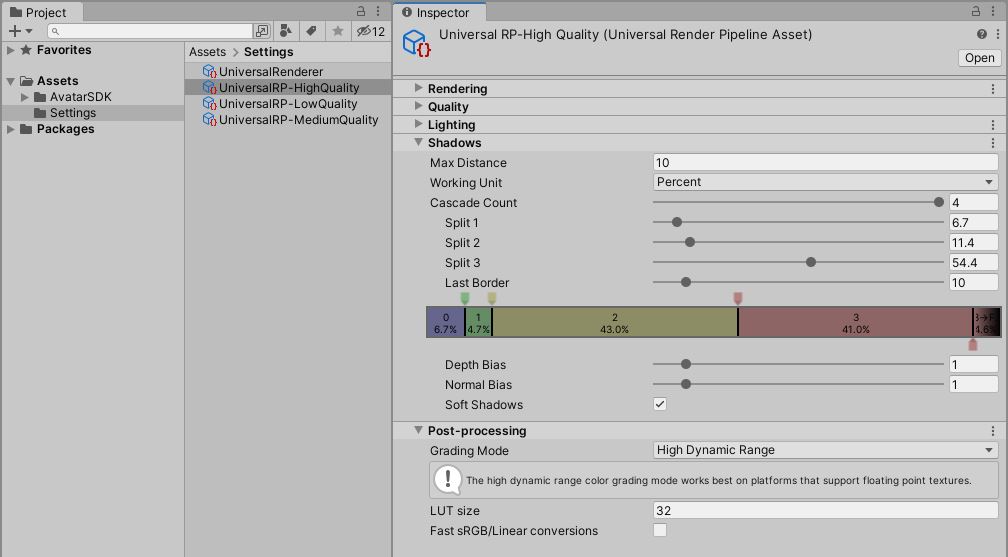 Project
12
Favorites
Assets
AvatarSDK
Settings
Packages
Assets > Settings
UniversalRenderer
UniversalRP-HighQuality
UniversalRP-LowQuality
UniversalRP-MediumQuality
Inspector
Universal RP-High Quality (Universal Render Pipeline Asset)
Open
Rendering
Quality
Lighting
Shadows
Max Distance 10
Working Unit Percent
Cascade Count 4
Split 1 6.7
Split 2 11.4
Split 3 54.4
Last Border 10
0 1 2 3
6.7% 4.7% 43.0% 41.0% 4.6%
Depth Bias 1
Normal Bias 1
Soft Shadows
Post-processing
Grading Mode High Dynamic Range
The high dynamic range color grading mode works best on platforms that support floating point textures.
LUT size 32
Fast sRGB/Linear conversions